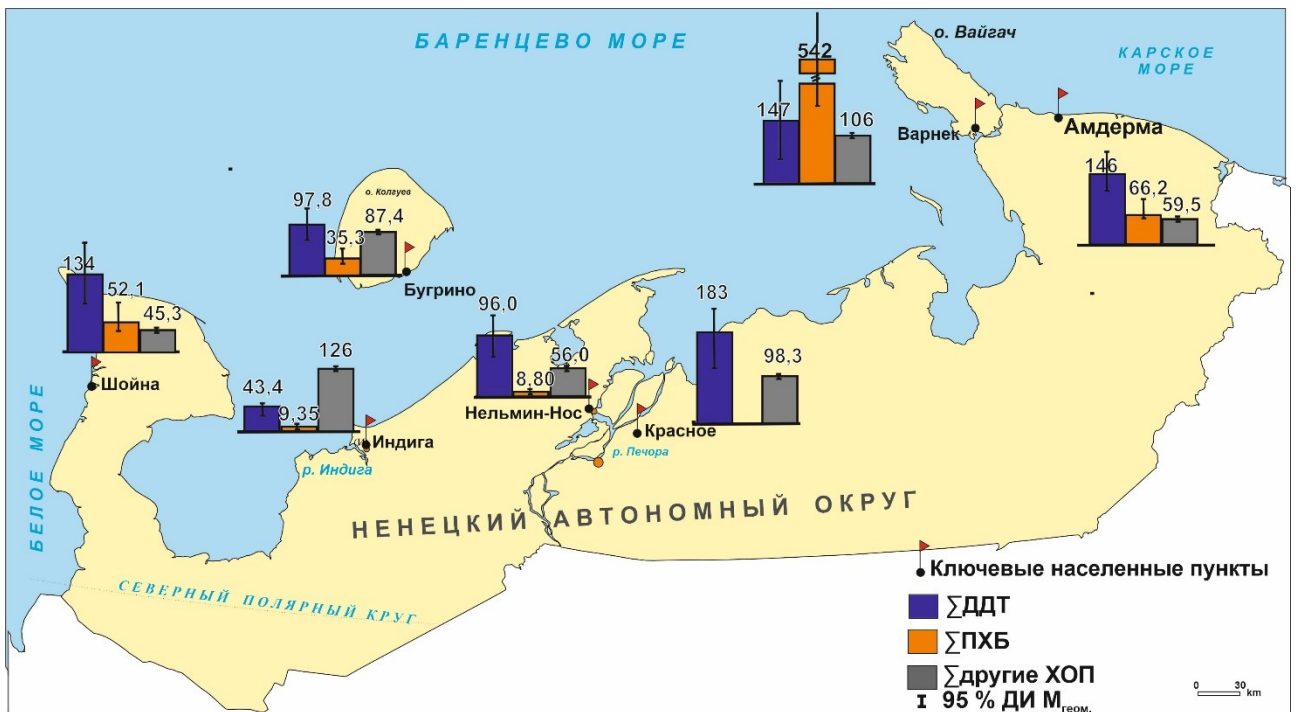 БАРЕНЦЕВО МОРЕ
о. Вайгач
КАРСКОЕ
МОРЕ
542
147
106
Варнек
Амдерма
146
66,2
59,5
о. Колгуев
97,8
35,3
87,4
Бугрино
134
52,1
45,3
Шойна
БЕЛОЕ МОРЕ
43,4
9,35
126
Индига
р. Индига
96,0
8,80
56,0
Нельмин-Нос
183
98,3
Красное
р. Печора
НЕНЕЦКИЙ АВТОНОМНЫЙ ОКРУГ
СЕВЕРНЫЙ ПОЛЯРНЫЙ КРУГ
Ключевые населенные пункты
∑ДДТ
∑ПХБ
∑другие ХОП
95 % ДИ Мгеом.
0 30
km